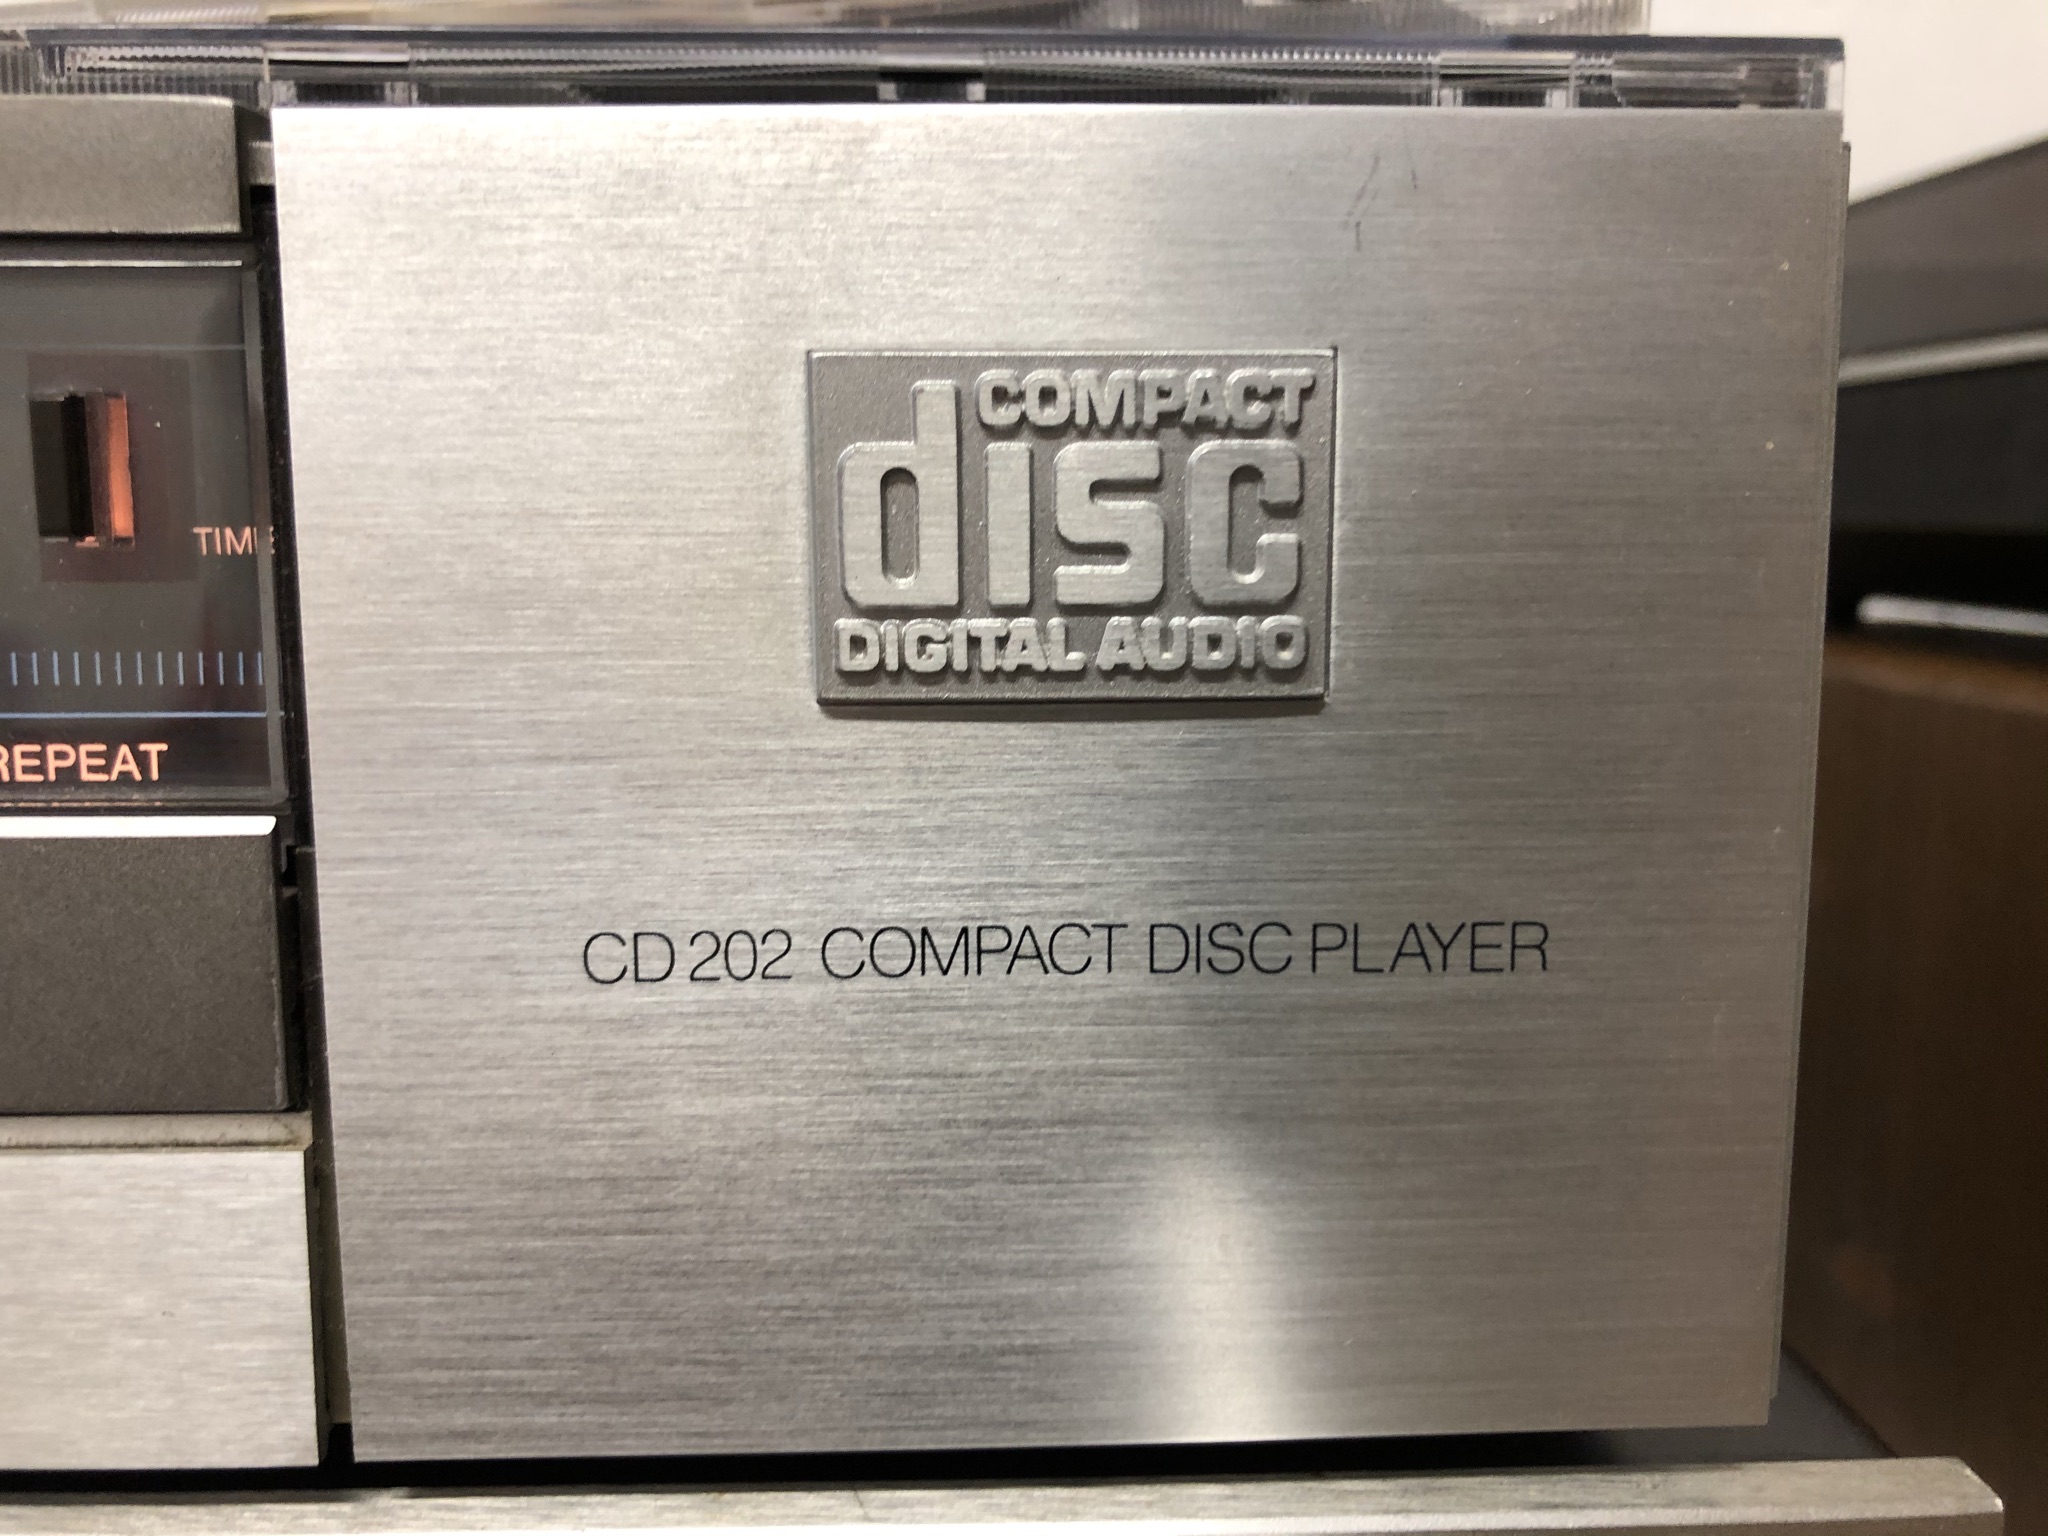 COMPACT
disc
DIGITAL AUDIO
TIME
REPEAT
CD 202 COMPACT DISC PLAYER